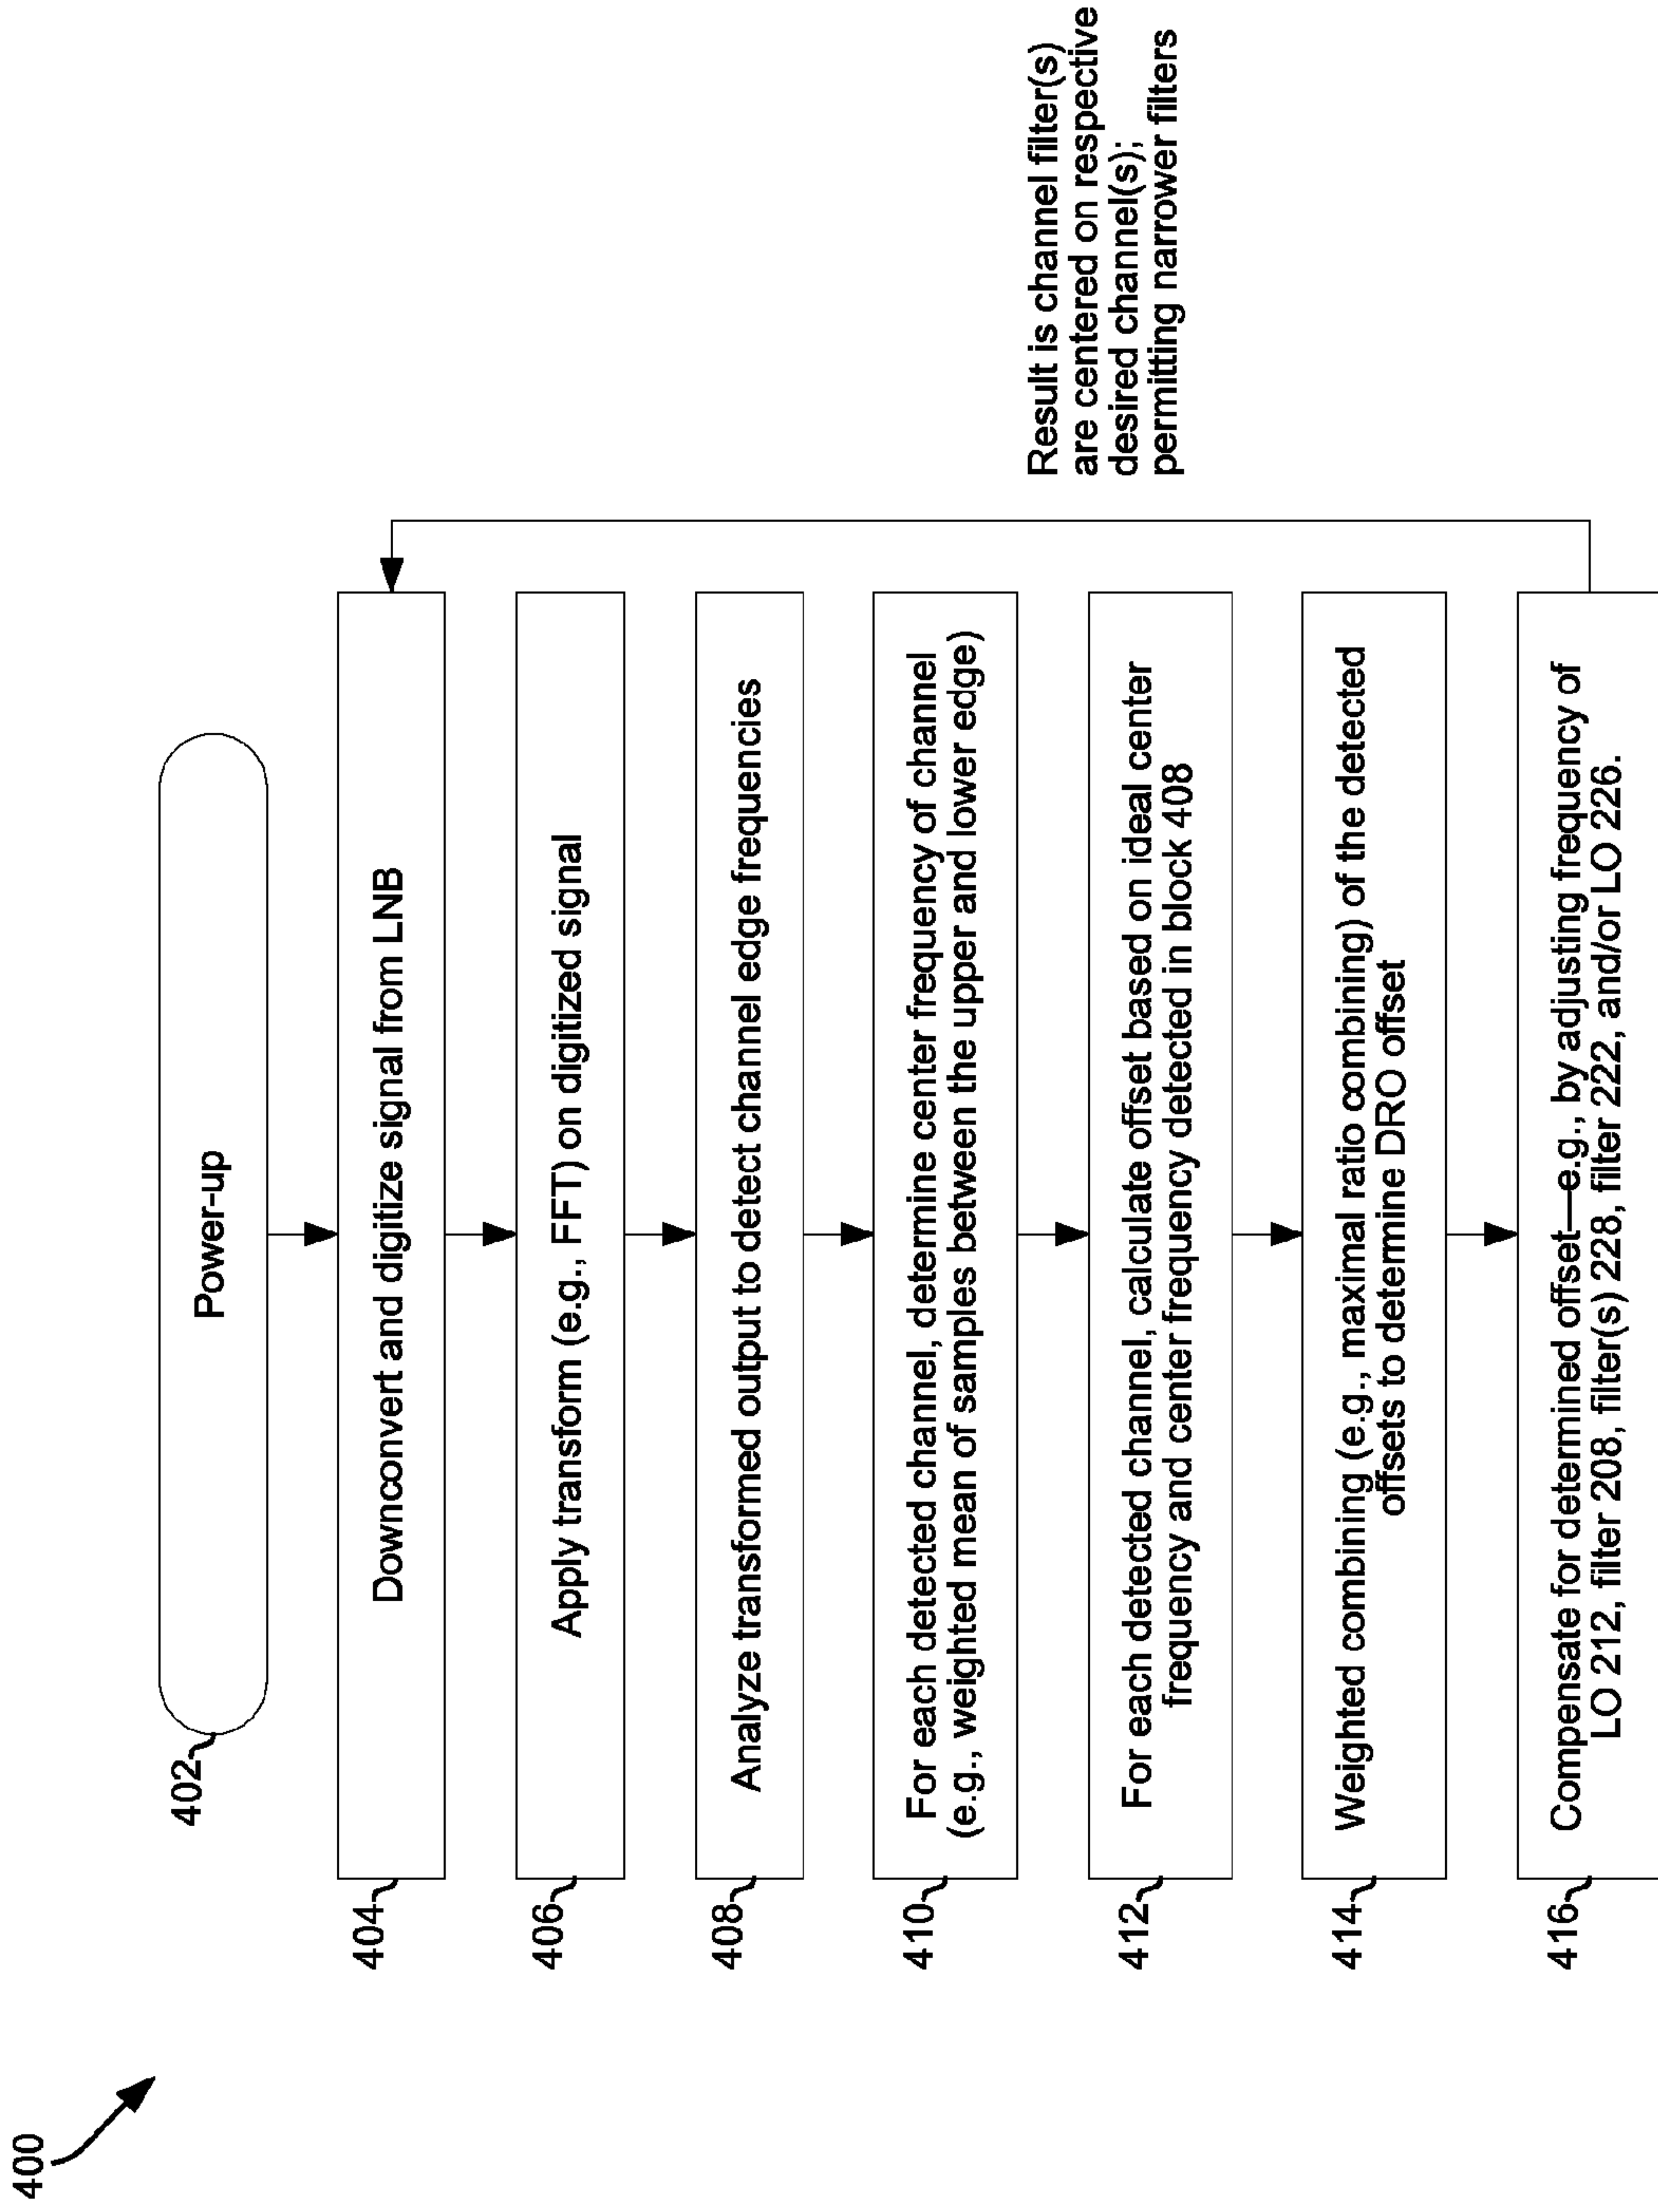 400
402
Power-up
404
Downconvert and digitize signal from LNB
406
Apply transform (e.g., FFT) on digitized signal
408
Analyze transformed output to detect channel edge frequencies
410
For each detected channel, determine center frequency of channel
(e.g., weighted mean of samples between the upper and lower edge)
412
For each detected channel, calculate offset based on ideal center
frequency and center frequency detected in block 408
414
Weighted combining (e.g., maximal ratio combining) of the detected
offsets to determine DRO offset
416
Compensate for determined offset—e.g., by adjusting frequency of
LO 212, filter 208, filter(s) 228, filter 222, and/or LO 226.
Result is channel filter(s)
are centered on respective
desired channel(s);
permitting narrower filters